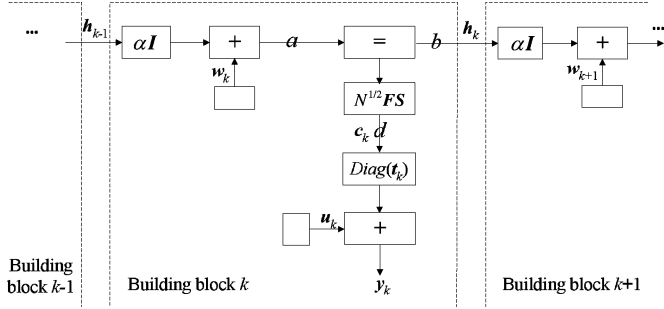 ... h_{k-1} αI + a = b h_k αI + ...
w_k w_{k+1}
N^{1/2}FS
c_k d
Diag(t_k)
u_k +
y_k
Building block k-1
Building block k
Building block k+1